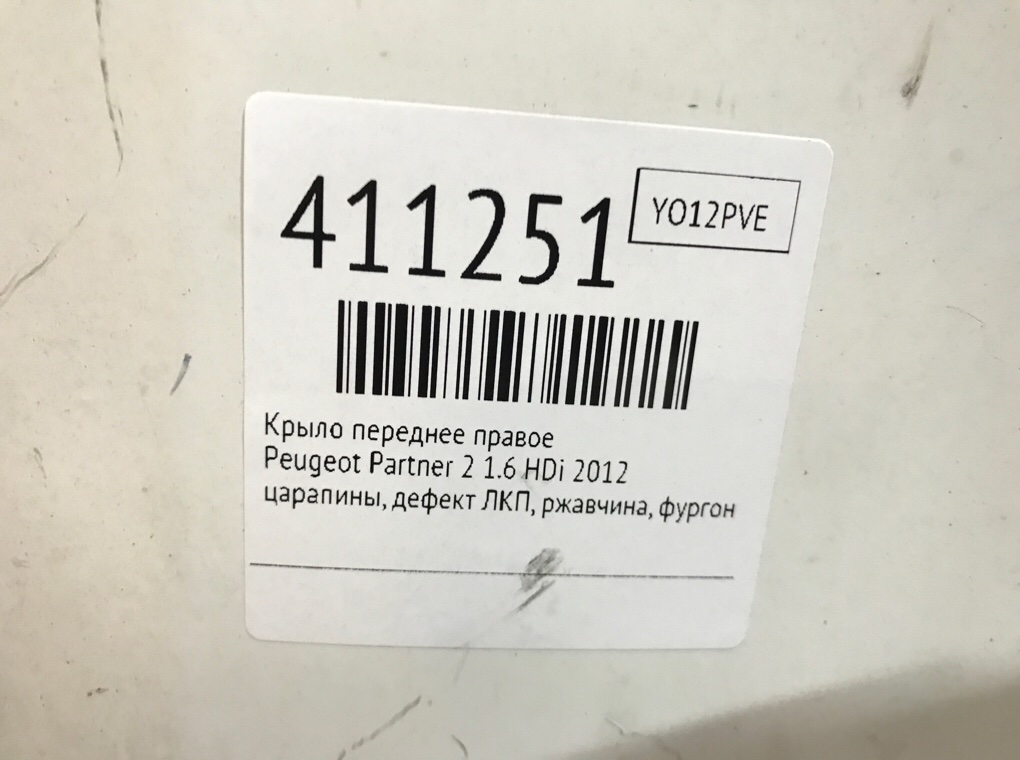 411251
YO12PVE
Крыло переднее правое
Peugeot Partner 2 1.6 HDi 2012
царапины, дефект ЛКП, ржавчина, фургон